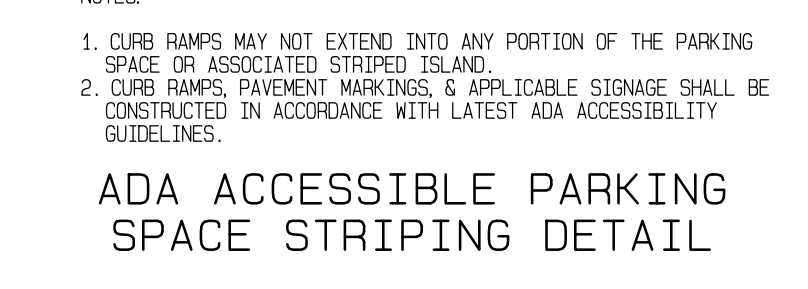 NOTES:
1. CURB RAMPS MAY NOT EXTEND INTO ANY PORTION OF THE PARKING
SPACE OR ASSOCIATED STRIPED ISLAND.
2. CURB RAMPS, PAVEMENT MARKINGS, & APPLICABLE SIGNAGE SHALL BE
CONSTRUCTED IN ACCORDANCE WITH LATEST ADA ACCESSIBILITY
GUIDELINES.
ADA ACCESSIBLE PARKING
SPACE STRIPING DETAIL